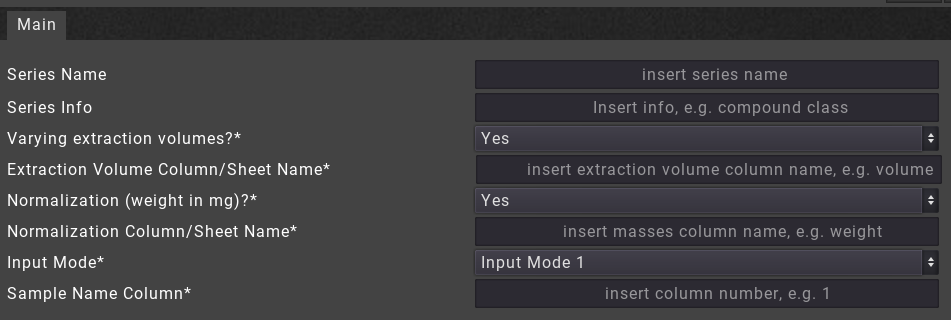 Main
Series Name insert series name
Series Info Insert info, e.g. compound class
Varying extraction volumes?* Yes
Extraction Volume Column/Sheet Name* insert extraction volume column name, e.g. volume
Normalization (weight in mg)?* Yes
Normalization Column/Sheet Name* insert masses column name, e.g. weight
Input Mode* Input Mode 1
Sample Name Column* insert column number, e.g. 1